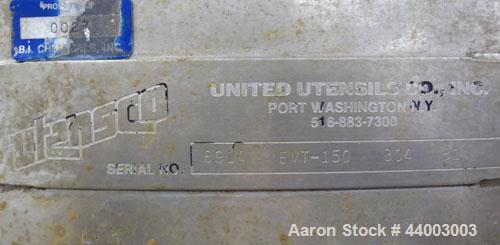 0027
B.I. CHEMICALS, INC.
UNITED UTENSILS CO., INC.
PORT WASHINGTON N.Y.
516-883-7300
SERIAL NO. EVT-150 304
Aaron Stock # 44003003